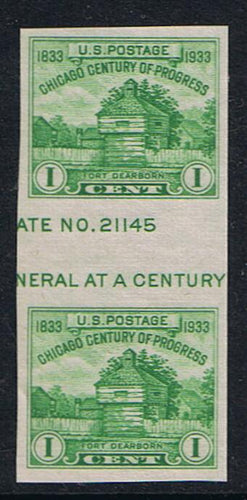 1833 U.S. POSTAGE 1933
CHICAGO CENTURY OF PROGRESS
FORT DEARBORN
1 CENT 1
ATE NO. 21145
NERAL AT A CENTURY
1833 U.S. POSTAGE 1933
CHICAGO CENTURY OF PROGRESS
FORT DEARBORN
1 CENT 1